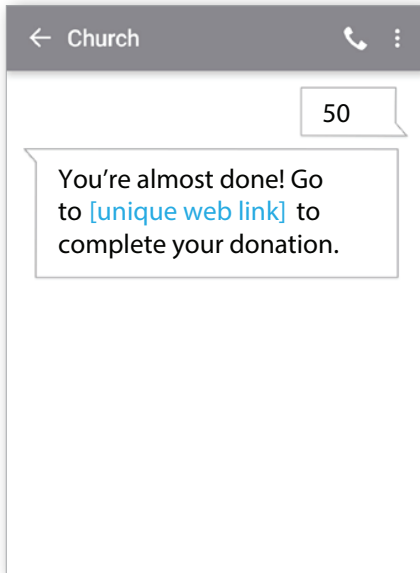 Church
50
You're almost done! Go
to [unique web link] to
complete your donation.